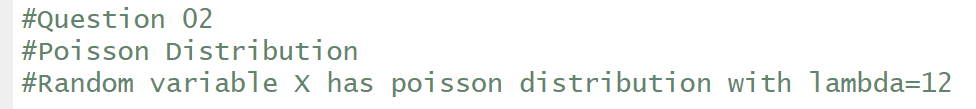 #Question 02
#Poisson Distribution
#Random variable X has poisson distribution with lambda=12